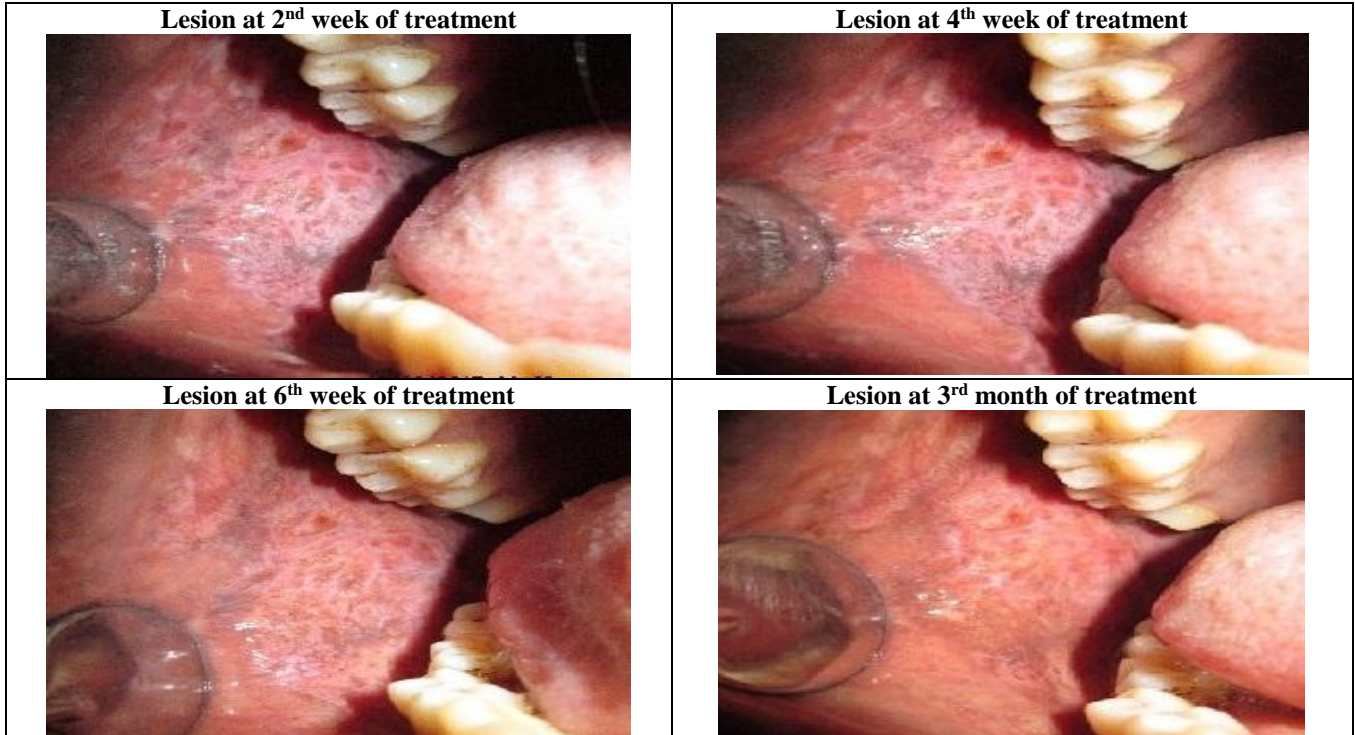 Lesion at 2nd week of treatment
Lesion at 4th week of treatment
Lesion at 6th week of treatment
Lesion at 3rd month of treatment